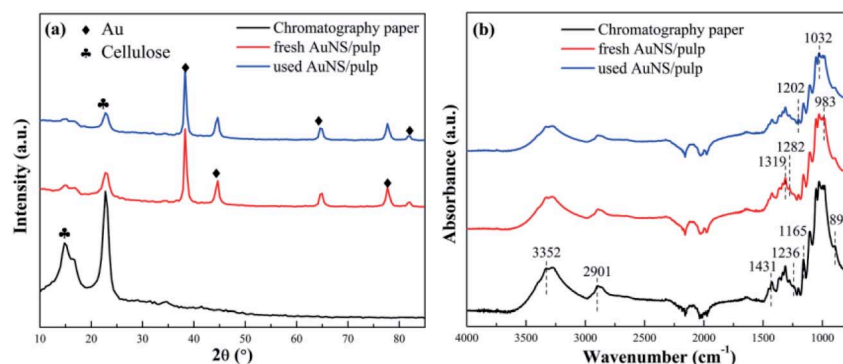 (a)
♦ Au
♣ Cellulose
Chromatography paper
fresh AuNS/pulp
used AuNS/pulp
♣
♦
♦
♦
♦
♦
♣
Intensity (a.u.)
10 20 30 40 50 60 70 80
2θ (°)
(b)
Chromatography paper
fresh AuNS/pulp
used AuNS/pulp
1032
1202
983
1282
1319
1165
1236
1431
3352
2901
Absorbance (a.u.)
4000 3500 3000 2500 2000 1500 1000
Wavenumber (cm⁻¹)